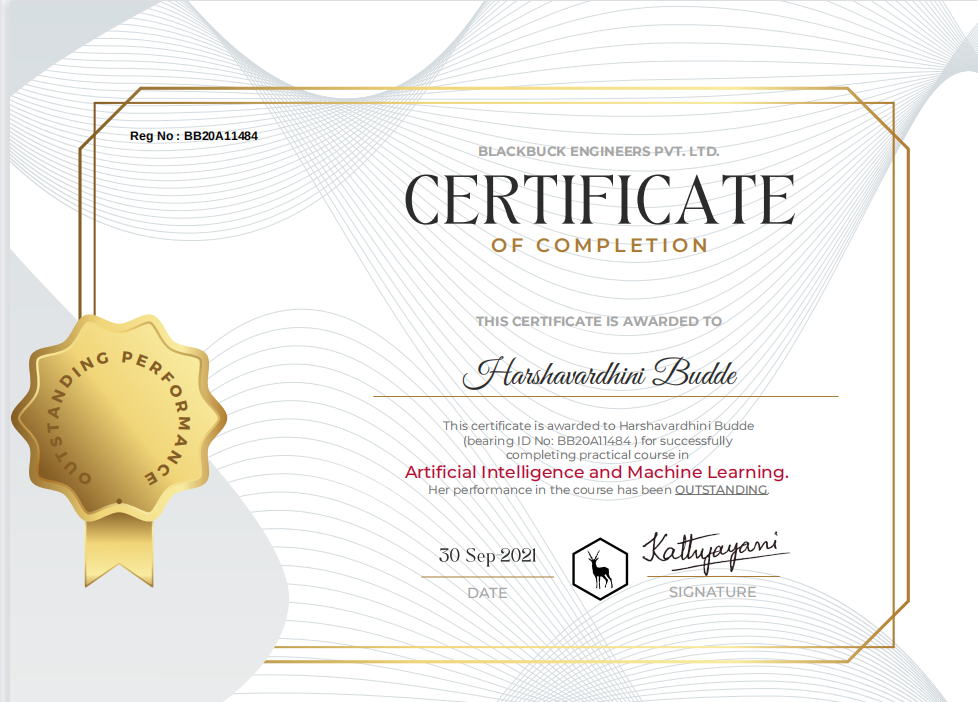 Reg No : BB20A11484
BLACKBUCK ENGINEERS PVT. LTD.
CERTIFICATE
OF COMPLETION
THIS CERTIFICATE IS AWARDED TO
Harshavardhini Budde
OUTSTANDING PERFORMANCE
This certificate is awarded to Harshavardhini Budde
(bearing ID No: BB20A11484 ) for successfully
completing practical course in
Artificial Intelligence and Machine Learning.
Her performance in the course has been OUTSTANDING.
30 Sep 2021
Kathyayani
DATE
SIGNATURE